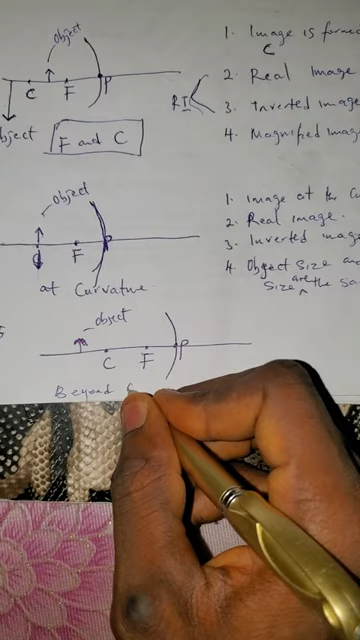 object
C F P
object
F and C
1. Image is formed
C
2. Real Image
RI
3. Inverted Image
4. Magnified Image
object
C F P
at Curvature
1. Image at the Cu
2. Real image.
3. Inverted image
4. Object size and
size are the sa
object
C F P
Beyond